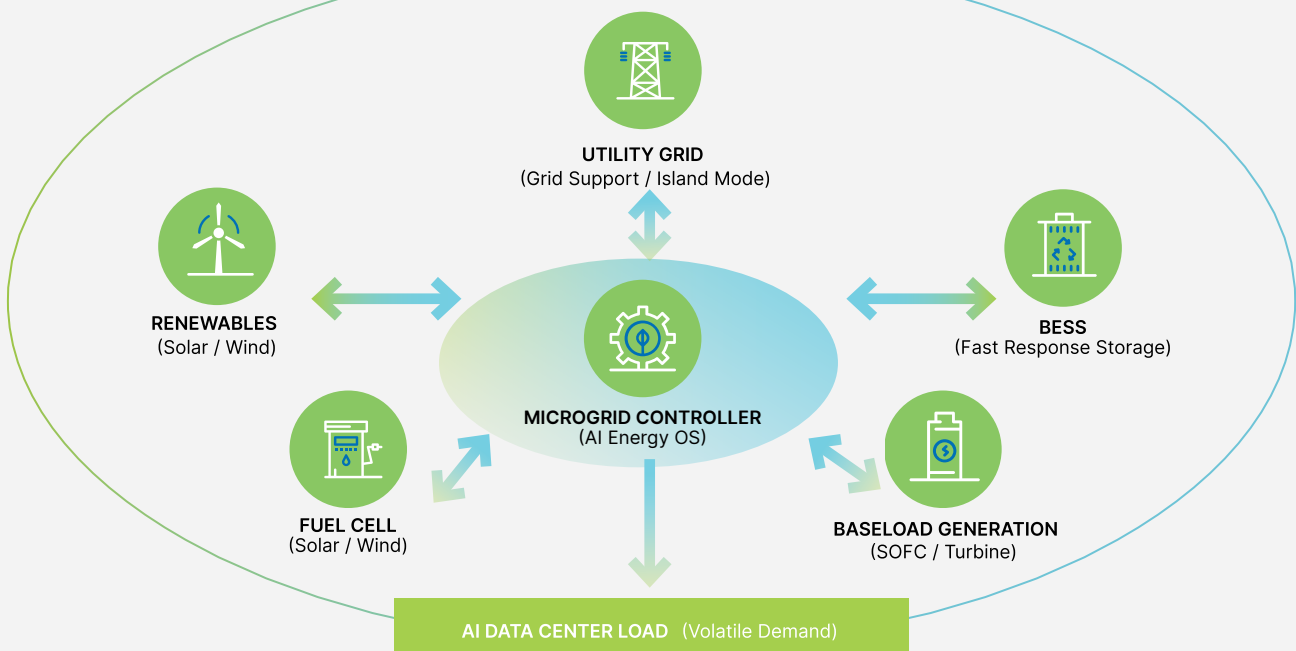 UTILITY GRID
(Grid Support / Island Mode)
RENEWABLES
(Solar / Wind)
BESS
(Fast Response Storage)
MICROGRID CONTROLLER
(AI Energy OS)
FUEL CELL
(Solar / Wind)
BASELOAD GENERATION
(SOFC / Turbine)
AI DATA CENTER LOAD (Volatile Demand)